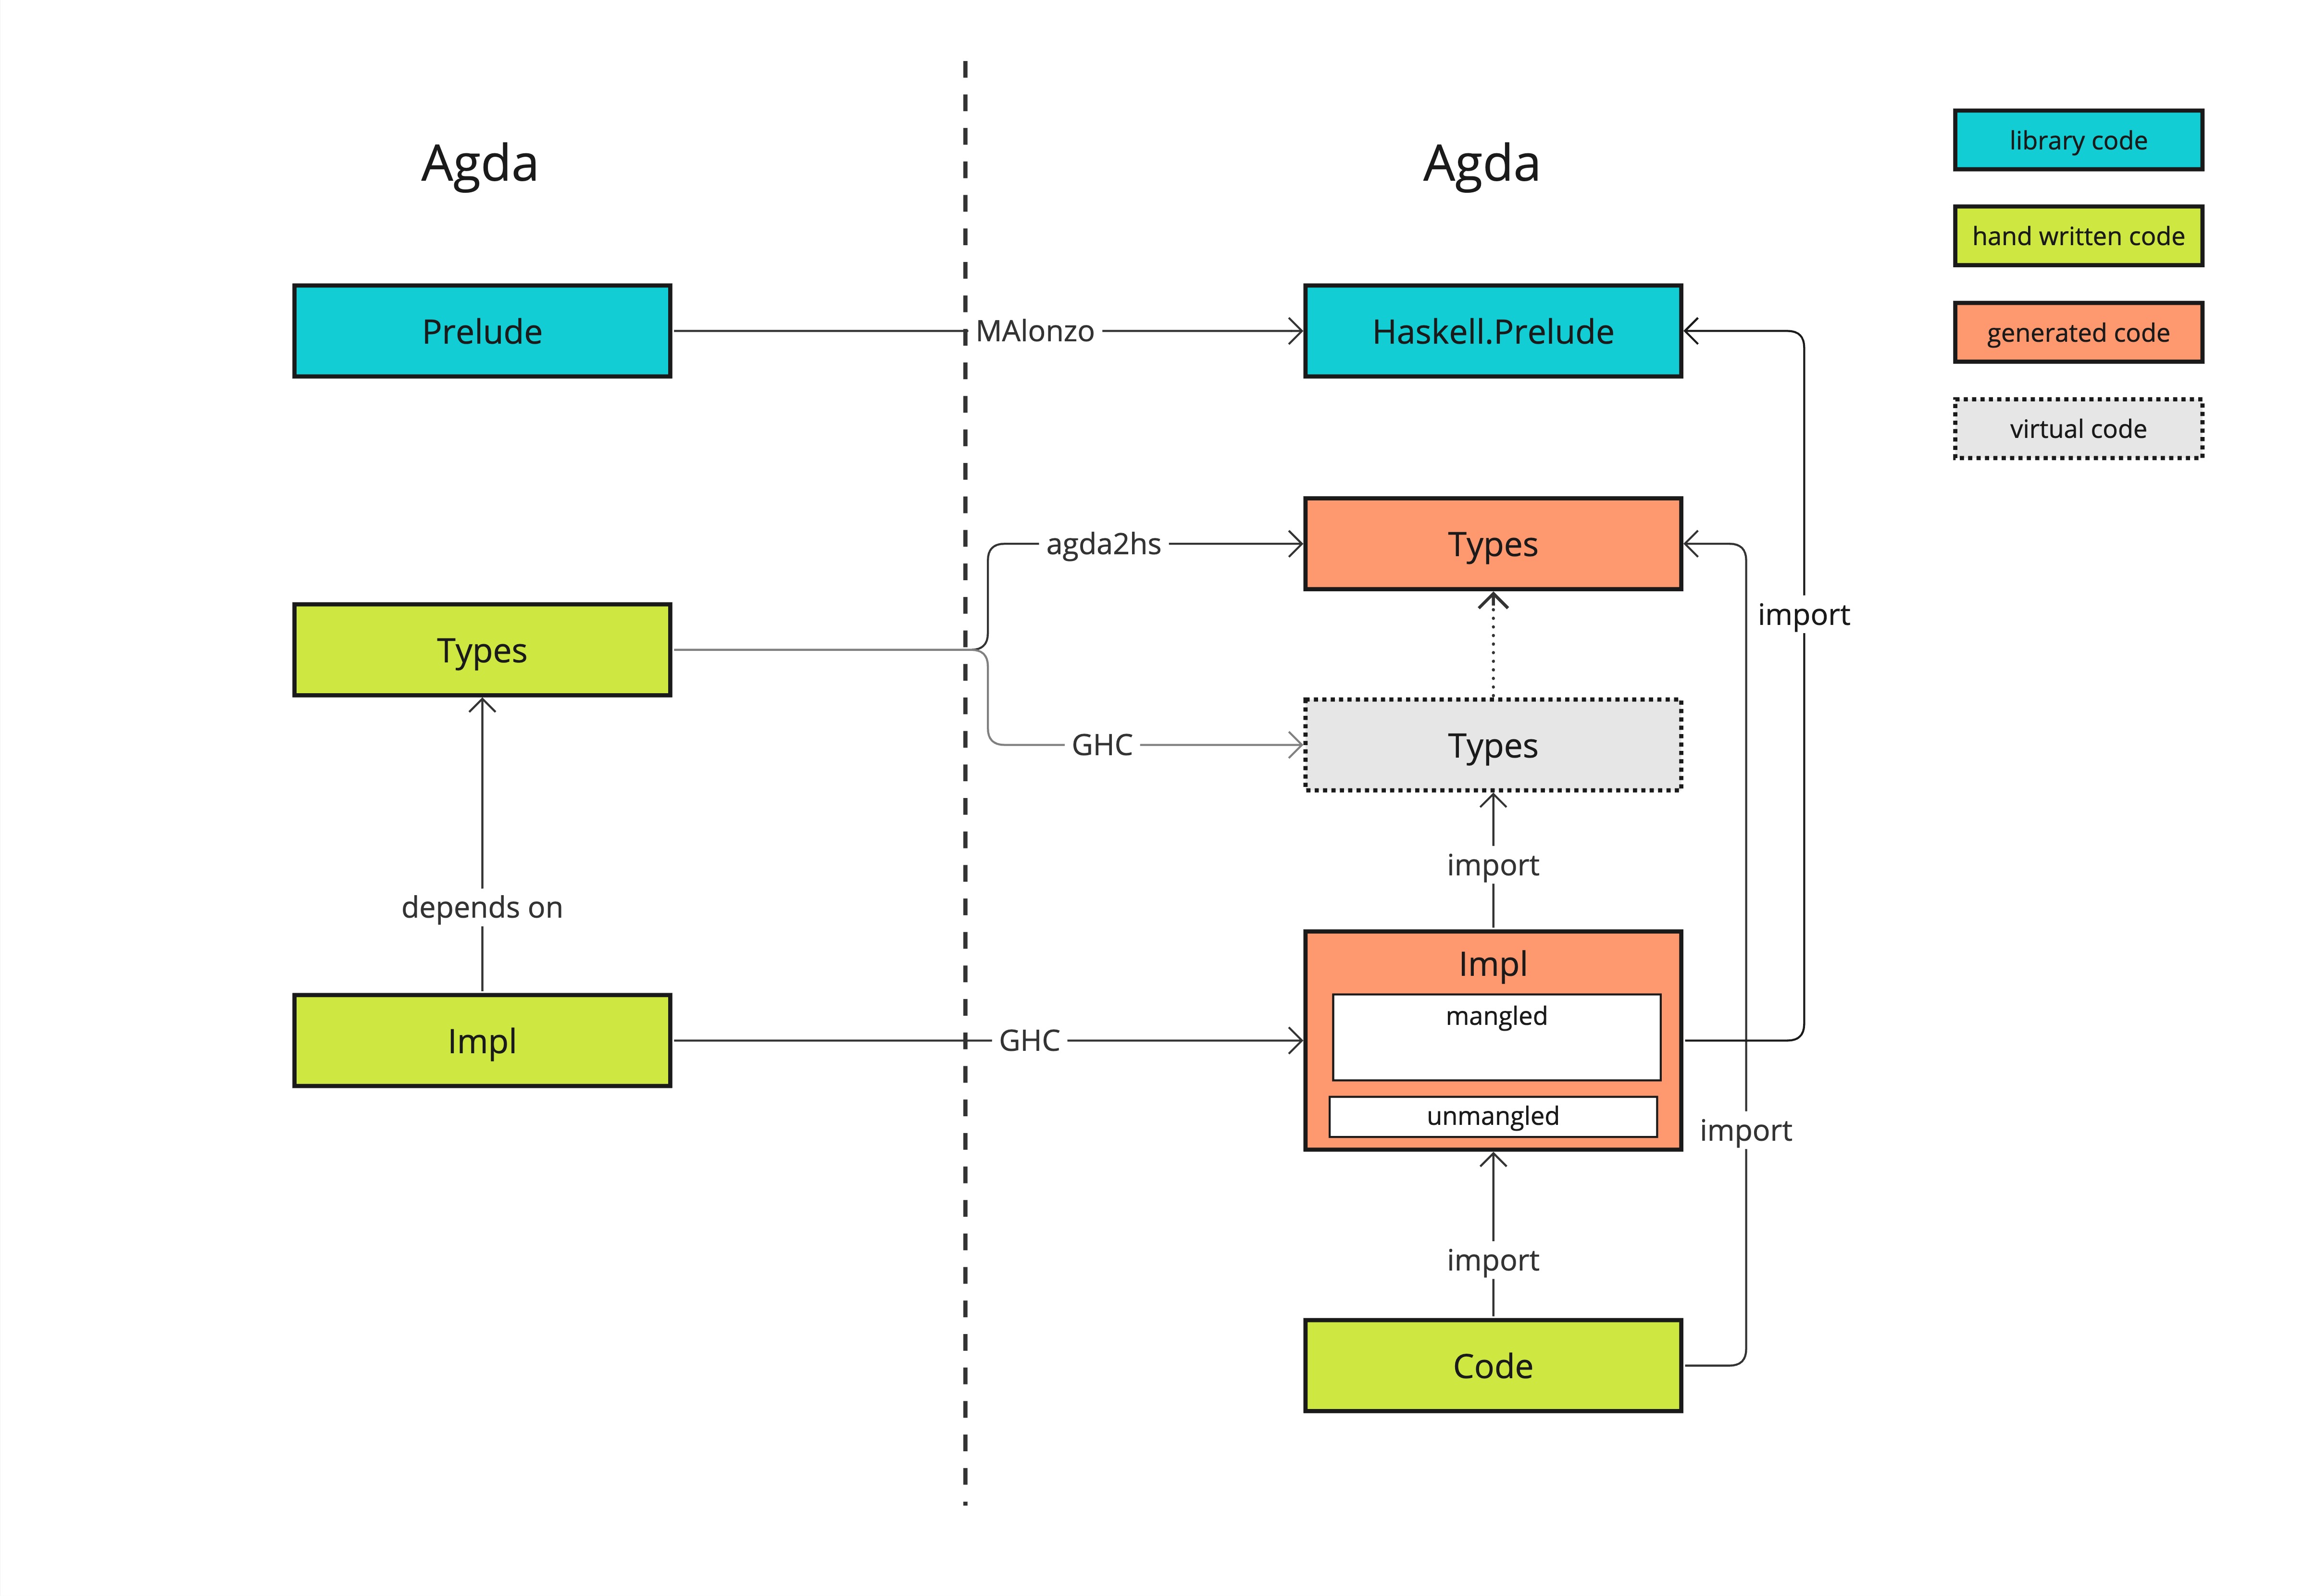 Agda
Agda
library code
hand written code
generated code
virtual code
Prelude
MAlonzo
Haskell.Prelude
agda2hs
Types
import
Types
GHC
Types
import
depends on
Impl
mangled
unmangled
Impl
GHC
import
import
Code